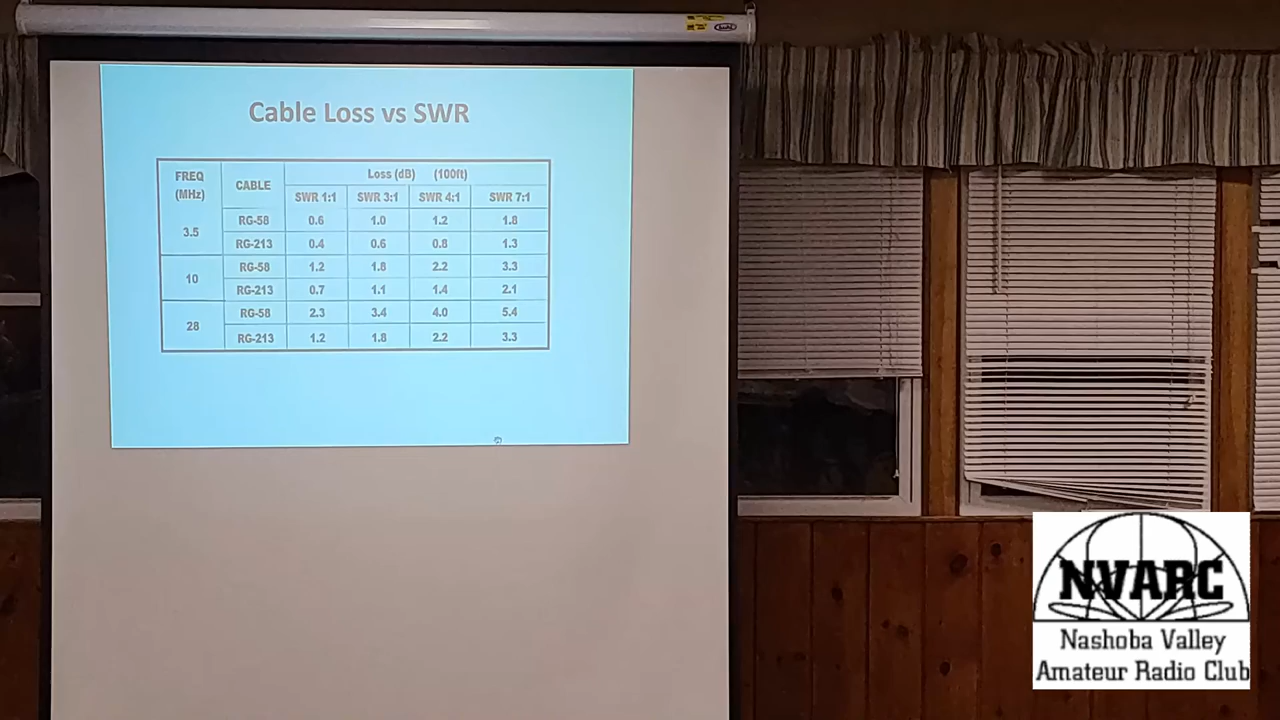 Cable Loss vs SWR
FREQ (MHz) CABLE Loss (dB) (100ft)
SWR 1:1 SWR 3:1 SWR 4:1 SWR 7:1
3.5 RG-58 0.6 1.0 1.2 1.8
RG-213 0.4 0.6 0.8 1.3
10 RG-58 1.2 1.8 2.2 3.3
RG-213 0.7 1.1 1.4 2.1
28 RG-58 2.3 3.4 4.0 5.4
RG-213 1.2 1.8 2.2 3.3
NVARC
Nashoba Valley
Amateur Radio Club